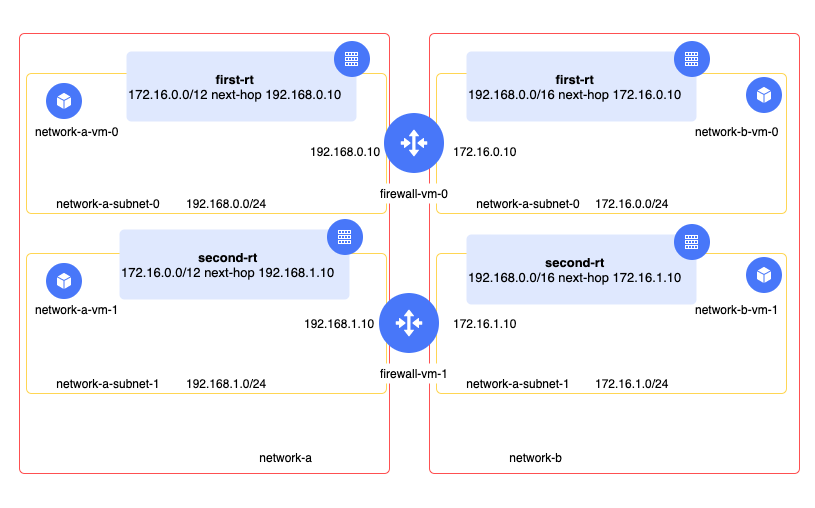 first-rt
172.16.0.0/12 next-hop 192.168.0.10
network-a-vm-0
192.168.0.10
network-a-subnet-0 192.168.0.0/24
first-rt
192.168.0.0/16 next-hop 172.16.0.10
network-b-vm-0
172.16.0.10
network-a-subnet-0 172.16.0.0/24
firewall-vm-0
second-rt
172.16.0.0/12 next-hop 192.168.1.10
network-a-vm-1
192.168.1.10
network-a-subnet-1 192.168.1.0/24
second-rt
192.168.0.0/16 next-hop 172.16.1.10
network-b-vm-1
172.16.1.10
network-a-subnet-1 172.16.1.0/24
firewall-vm-1
network-a
network-b